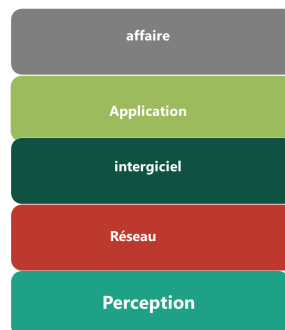 affaire
Application
intergiciel
Réseau
Perception